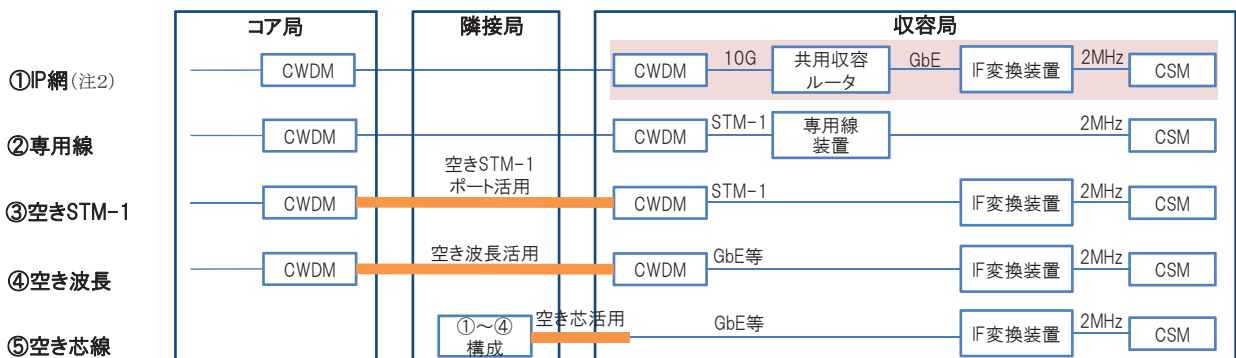 コア局 隣接局 収容局
①IP網(注2) CWDM CWDM 10G 共用収容 GbE IF変換装置 2MHz CSM
ルータ
②専用線 CWDM CWDM STM-1 専用線 2MHz CSM
装置
空きSTM-1
ポート活用
③空きSTM-1 CWDM CWDM STM-1 IF変換装置 2MHz CSM
空き波長活用
④空き波長 CWDM CWDM GbE等 IF変換装置 2MHz CSM
⑤空き芯線 ①～④ 空き芯活用 GbE等 IF変換装置 2MHz CSM
構成